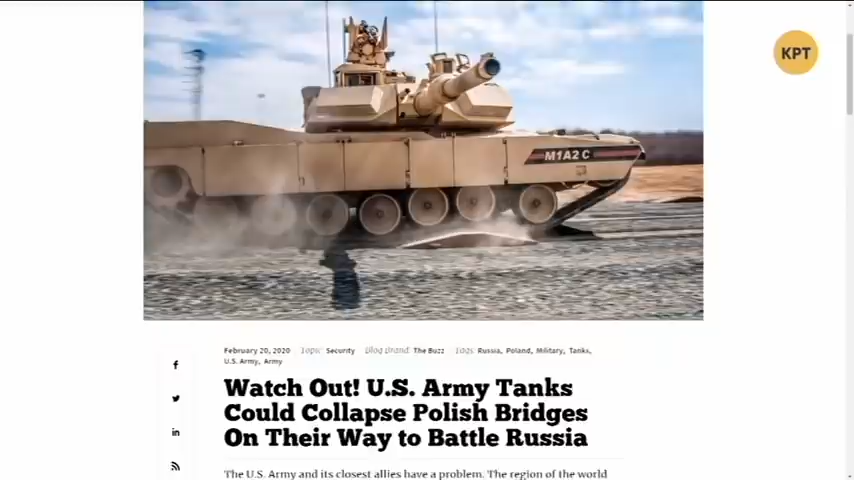 KPT
M1A2 C
February 20, 2020 Topic: Security Blog Brand: The Buzz Tags: Russia, Poland, Military, Tanks,
U.S. Army, Army
Watch Out! U.S. Army Tanks
Could Collapse Polish Bridges
On Their Way to Battle Russia
The U.S. Army and its closest allies have a problem. The region of the world